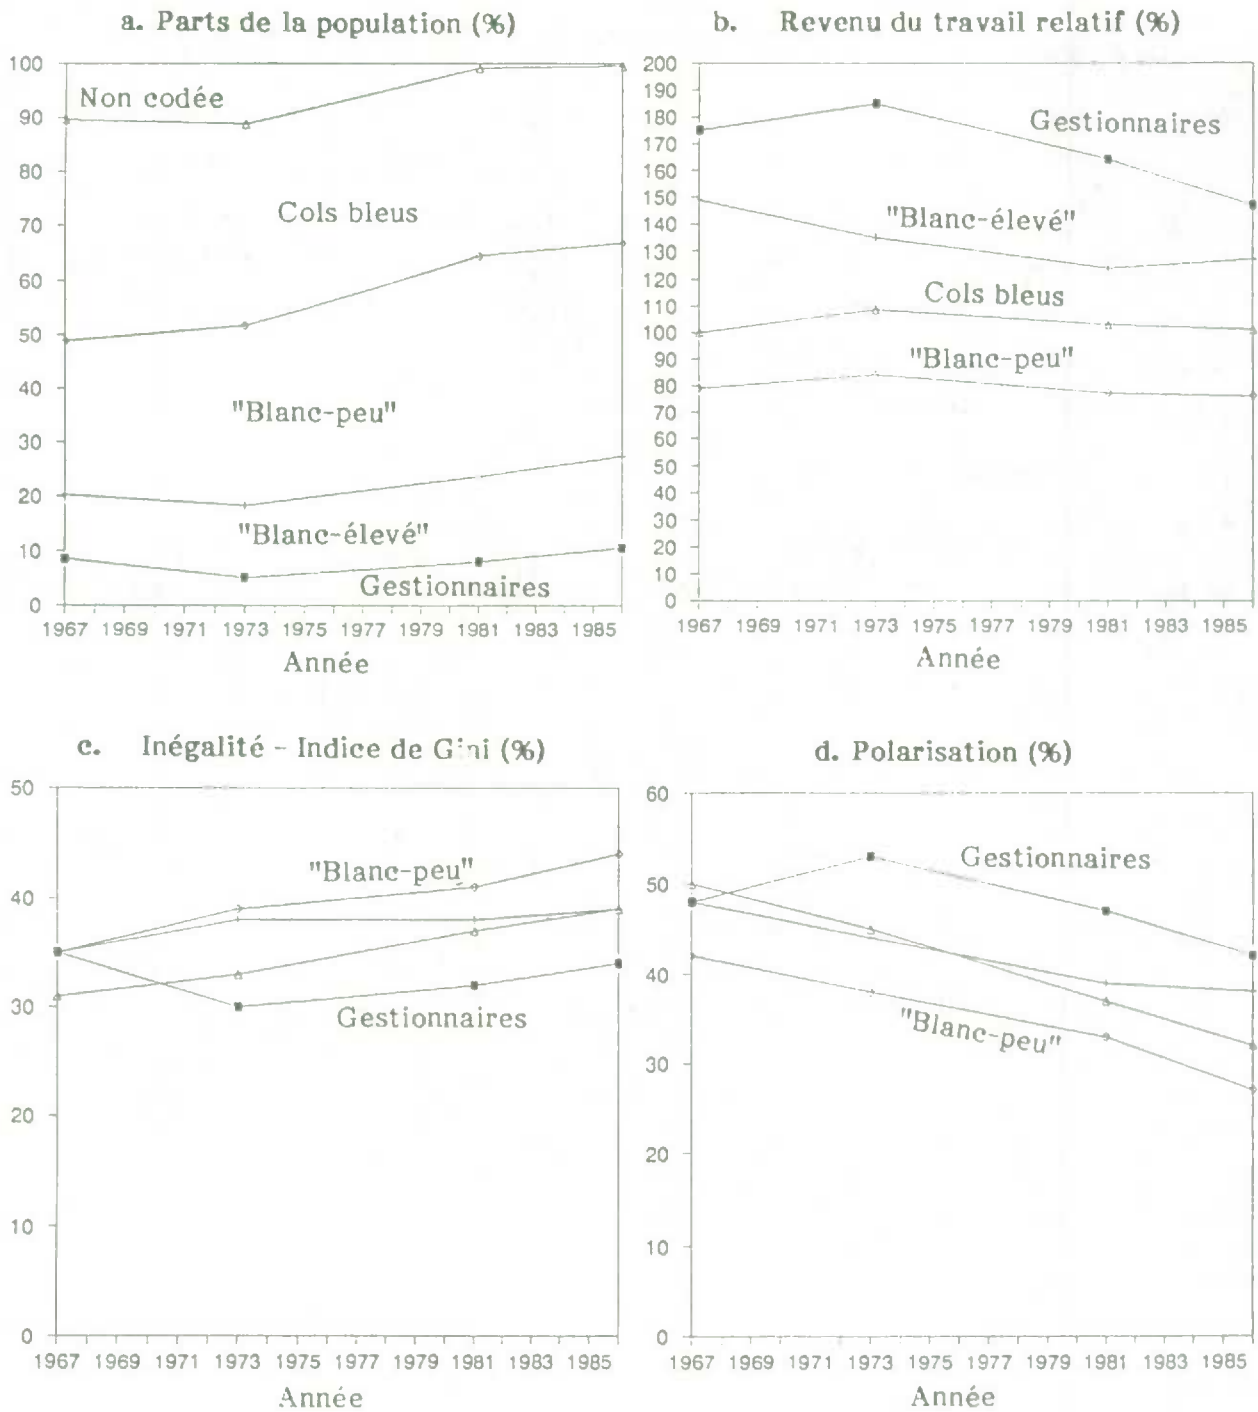 a. Parts de la population (%)
100
90
80
70
60
50
40
30
20
10
0
Non codée
Cols bleus
"Blanc-peu"
"Blanc-élevé"
Gestionnaires
1967 1969 1971 1973 1975 1977 1979 1981 1983 1985
Année
b. Revenu du travail relatif (%)
200
190
180
170
160
150
140
130
120
110
100
90
80
70
60
50
40
30
20
10
0
Gestionnaires
"Blanc-élevé"
Cols bleus
"Blanc-peu"
1967 1969 1971 1973 1975 1977 1979 1981 1983 1985
Année
c. Inégalité - Indice de Gini (%)
50
40
30
20
10
0
"Blanc-peu"
Gestionnaires
1967 1969 1971 1973 1975 1977 1979 1981 1983 1985
Année
d. Polarisation (%)
60
50
40
30
20
10
0
Gestionnaires
"Blanc-peu"
1967 1969 1971 1973 1975 1977 1979 1981 1983 1985
Année